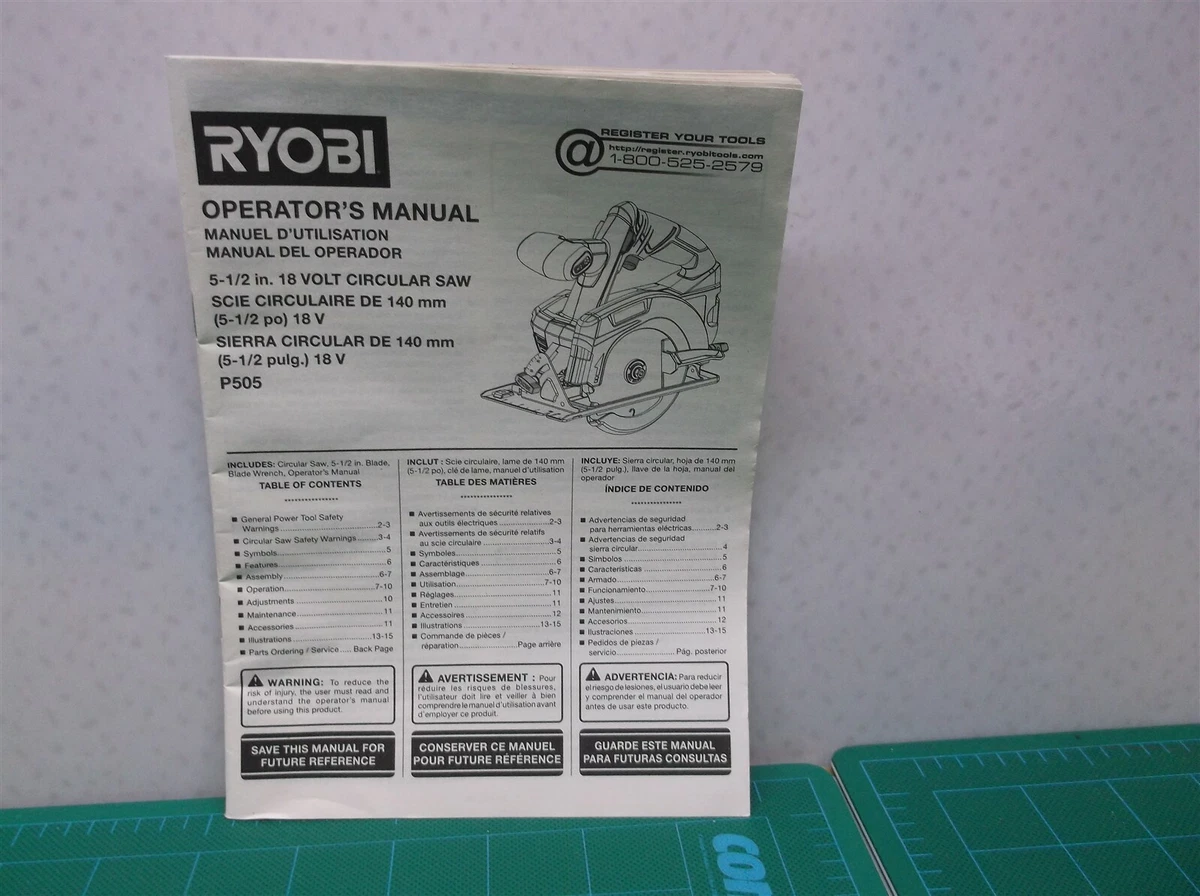 RYOBI
REGISTER YOUR TOOLS
http://register.ryobitools.com
1-800-525-2579
OPERATOR'S MANUAL
MANUEL D'UTILISATION
MANUAL DEL OPERADOR
5-1/2 in. 18 VOLT CIRCULAR SAW
SCIE CIRCULAIRE DE 140 mm
(5-1/2 po) 18 V
SIERRA CIRCULAR DE 140 mm
(5-1/2 pulg.) 18 V
P505
INCLUDES: Circular Saw, 5-1/2 in. Blade,
Blade Wrench, Operator's Manual
TABLE OF CONTENTS
****************
■ General Power Tool Safety
Warnings ........................2-3
■ Circular Saw Safety Warnings.........3-4
■ Symbols............................5
■ Features............................6
■ Assembly........................6-7
■ Operation......................7-10
■ Adjustments........................10
■ Maintenance........................11
■ Accessories........................11
■ Illustrations....................13-15
■ Parts Ordering / Service..... Back Page
WARNING: To reduce the
risk of injury, the user must read and
understand the operator's manual
before using this product.
SAVE THIS MANUAL FOR
FUTURE REFERENCE
INCLUT : Scie circulaire, lame de 140 mm
(5-1/2 po), clé de lame, manuel d'utilisation
TABLE DES MATIÈRES
****************
■ Avertissements de sécurité relatives
aux outils électriques....................2-3
■ Avertissements de sécurité relatifs
au scie circulaire........................3-4
■ Symboles............................5
■ Caractéristiques......................6
■ Assemblage........................6-7
■ Utilisation........................7-10
■ Réglages............................11
■ Entretien............................11
■ Accessoires........................12
■ Illustrations....................13-15
■ Commande de pièces /
réparation....................Page arrière
AVERTISSEMENT : Pour
réduire les risques de blessures,
l'utilisateur doit lire et veiller à bien
comprendre le manuel d'utilisation avant
d'employer ce produit.
CONSERVER CE MANUEL
POUR FUTURE RÉFÉRENCE
INCLUYE: Sierra circular, hoja de 140 mm
(5-1/2 pulg.), llave de la hoja, manual del
operador
ÍNDICE DE CONTENIDO
****************
■ Advertencias de seguridad
para herramientas eléctricas..........2-3
■ Advertencias de seguridad
sierra circular........................4
■ Símbolos............................5
■ Características......................6
■ Armado............................6-7
■ Funcionamiento....................7-10
■ Ajustes............................11
■ Mantenimiento......................11
■ Accesorios..........................12
■ Ilustraciones....................13-15
■ Pedidos de piezas /
servicio....................Pág. posterior
ADVERTENCIA: Para reducir
el riesgo de lesiones, el usuario debe leer
y comprender el manual del operador
antes de usar este producto.
GUARDE ESTE MANUAL
PARA FUTURAS CONSULTAS